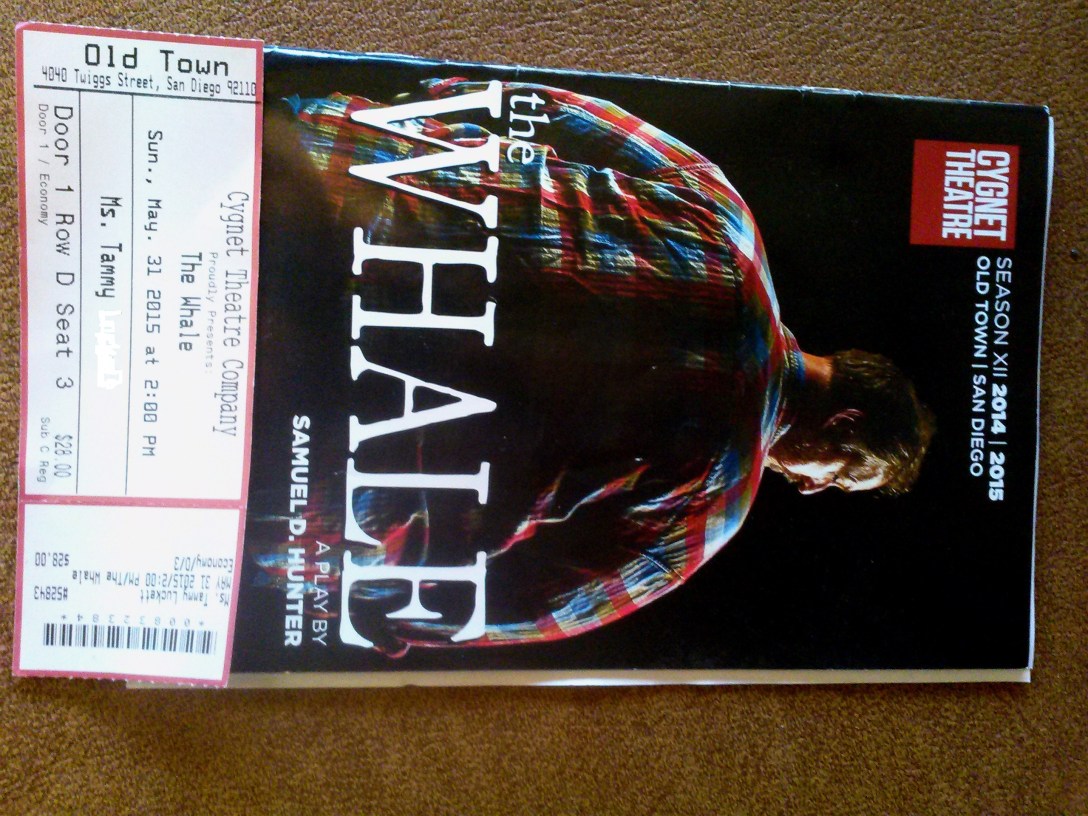 CYGNET
THEATRE
SEASON XII 2014 | 2015
OLD TOWN | SAN DIEGO
the
WHALE
A PLAY BY
SAMUEL D. HUNTER
Old Town
4040 Twiggs Street, San Diego 92110
Cygnet Theatre Company
Proudly Presents:
The Whale
Sun., May. 31 2015 at 2:00 PM
Ms. Tammy
Door 1 Row D Seat 3 $28.00
Door 1 / Economy Sub C Reg
Ms. Tammy Luckett
MAY 31 2015/2:00 PM/The Whale
Economy/D/3
$28.00 #52843